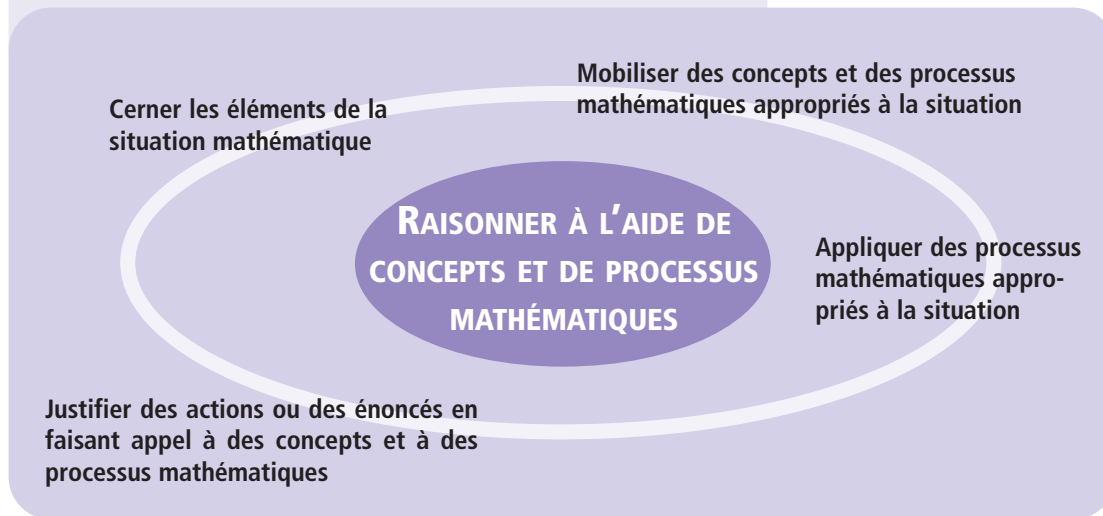 Cerner les éléments de la
situation mathématique
Mobiliser des concepts et des processus
mathématiques appropriés à la situation
RAISONNER À L'AIDE DE
CONCEPTS ET DE PROCESSUS
MATHÉMATIQUES
Appliquer des processus
mathématiques appro-
priés à la situation
Justifier des actions ou des énoncés en
faisant appel à des concepts et à des
processus mathématiques